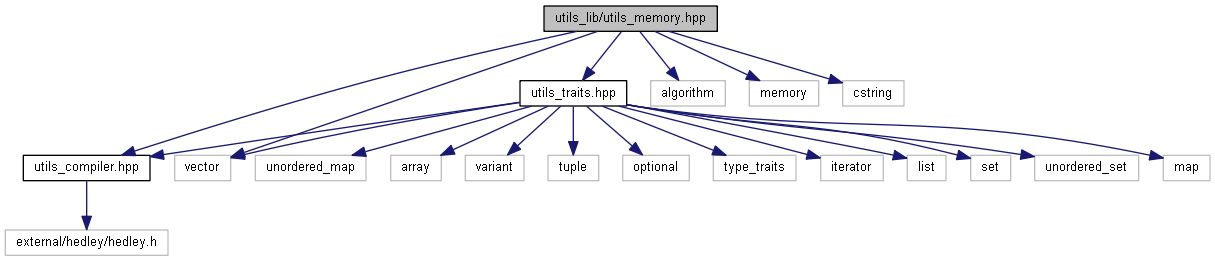 utils_lib/utils_memory.hpp
utils_traits.hpp
algorithm
memory
cstring
utils_compiler.hpp
vector
unordered_map
array
variant
tuple
optional
type_traits
iterator
list
set
unordered_set
map
external/hedley/hedley.h